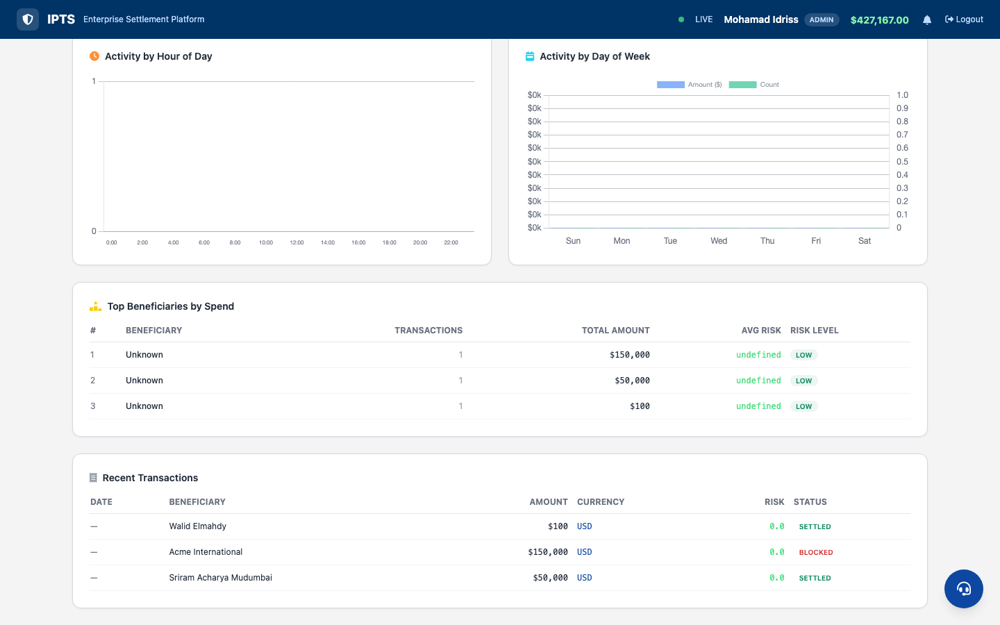 IPTS Enterprise Settlement Platform LIVE Mohamad Idriss ADMIN $427,167.00 Logout
Activity by Hour of Day
1
0
0:00 2:00 4:00 6:00 8:00 10:00 12:00 14:00 16:00 18:00 20:00 22:00
Activity by Day of Week
Amount ($) Count
$0k 1.0
$0k 0.9
$0k 0.8
$0k 0.7
$0k 0.6
$0k 0.5
$0k 0.4
$0k 0.3
$0k 0.2
$0k 0.1
$0k 0
Sun Mon Tue Wed Thu Fri Sat
Top Beneficiaries by Spend
# BENEFICIARY TRANSACTIONS TOTAL AMOUNT AVG RISK RISK LEVEL
1 Unknown 1 $150,000 undefined LOW
2 Unknown 1 $50,000 undefined LOW
3 Unknown 1 $100 undefined LOW
Recent Transactions
DATE BENEFICIARY AMOUNT CURRENCY RISK STATUS
— Walid Elmahdy $100 USD 0.0 SETTLED
— Acme International $150,000 USD 0.0 BLOCKED
— Sriram Acharya Mudumbai $50,000 USD 0.0 SETTLED